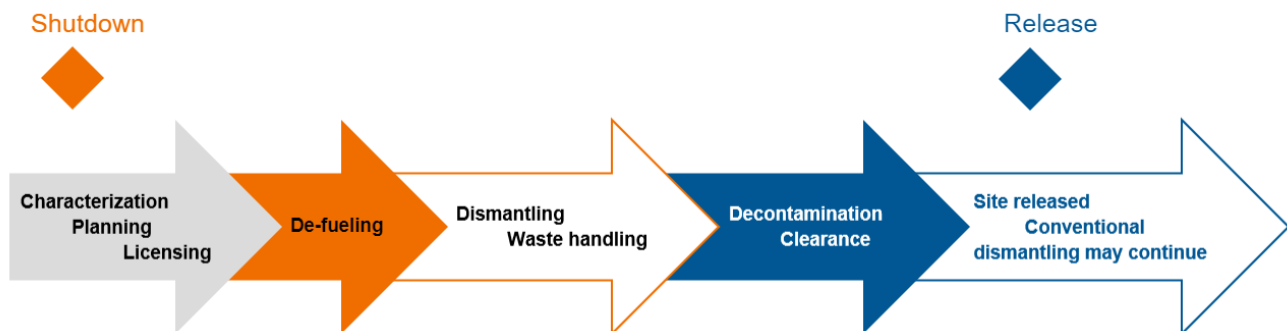 Shutdown
Release
Characterization
Planning
Licensing
De-fueling
Dismantling
Waste handling
Decontamination
Clearance
Site released
Conventional
dismantling may continue